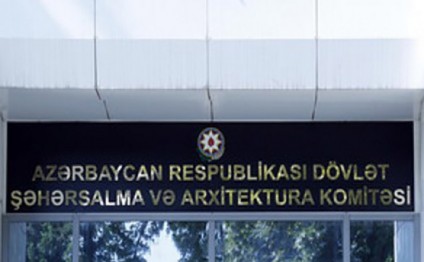 AZƏRBAYCAN RESPUBLİKASI DÖVLƏT
ŞƏHƏRSALMA VƏ ARXİTEKTURA KOMİTƏSİ